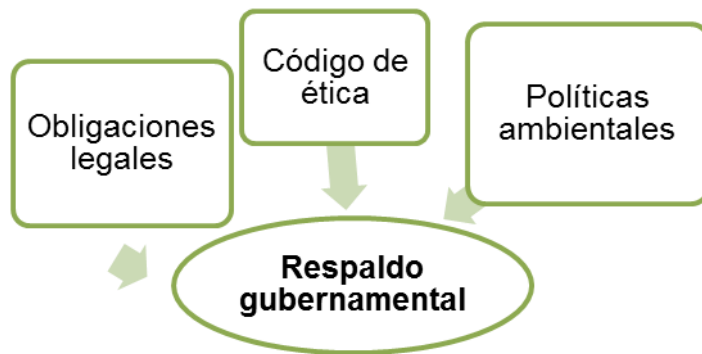 Obligaciones
legales
Código de
ética
Políticas
ambientales
Respaldo
gubernamental